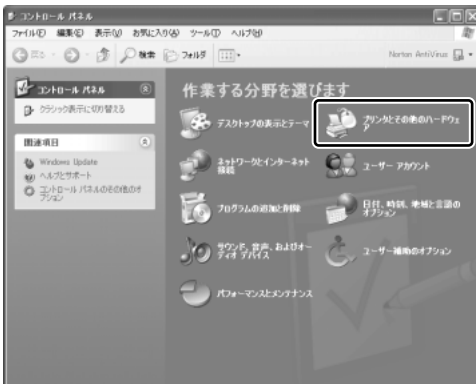 コントロール パネル
ファイル(F) 編集(E) 表示(V) お気に入り(A) ツール(T) ヘルプ(H)
戻る 検索 フォルダ Norton AntiVirus
コントロール パネル
クラシック表示に切り替える
関連項目
Windows Update
ヘルプとサポート
コントロール パネルのその他のオ
プション
作業する分野を選びます
デスクトップの表示とテーマ
プリンタとその他のハードウェ
ア
ネットワークとインターネット
接続
ユーザー アカウント
プログラムの追加と削除
日付、時刻、地域と言語の
オプション
サウンド、音声、およびオー
ディオ デバイス
ユーザー補助のオプション
パフォーマンスとメンテナンス